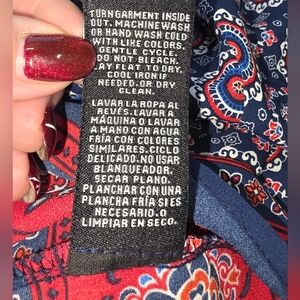 TURN GARMENT INSIDE
OUT. MACHINE WASH
OR HAND WASH COLD
WITH LIKE COLORS.
GENTLE CYCLE.
DO NOT BLEACH.
LAY FLAT TO DRY.
COOL IRON IF
NEEDED. OR DRY
CLEAN.
LAVAR LA ROPA AL
REVÉS. LAVAR A
MÁQUINA O LAVAR
A MANO CON AGUA
FRÍA CON COLORES
SIMILARES. CICLO
DELICADO. NO USAR
BLANQUEADOR.
SECAR PLANO.
PLANCHAR CON UNA
PLANCHA FRÍA SI ES
NECESARIO. O
LIMPIAR EN SECO.